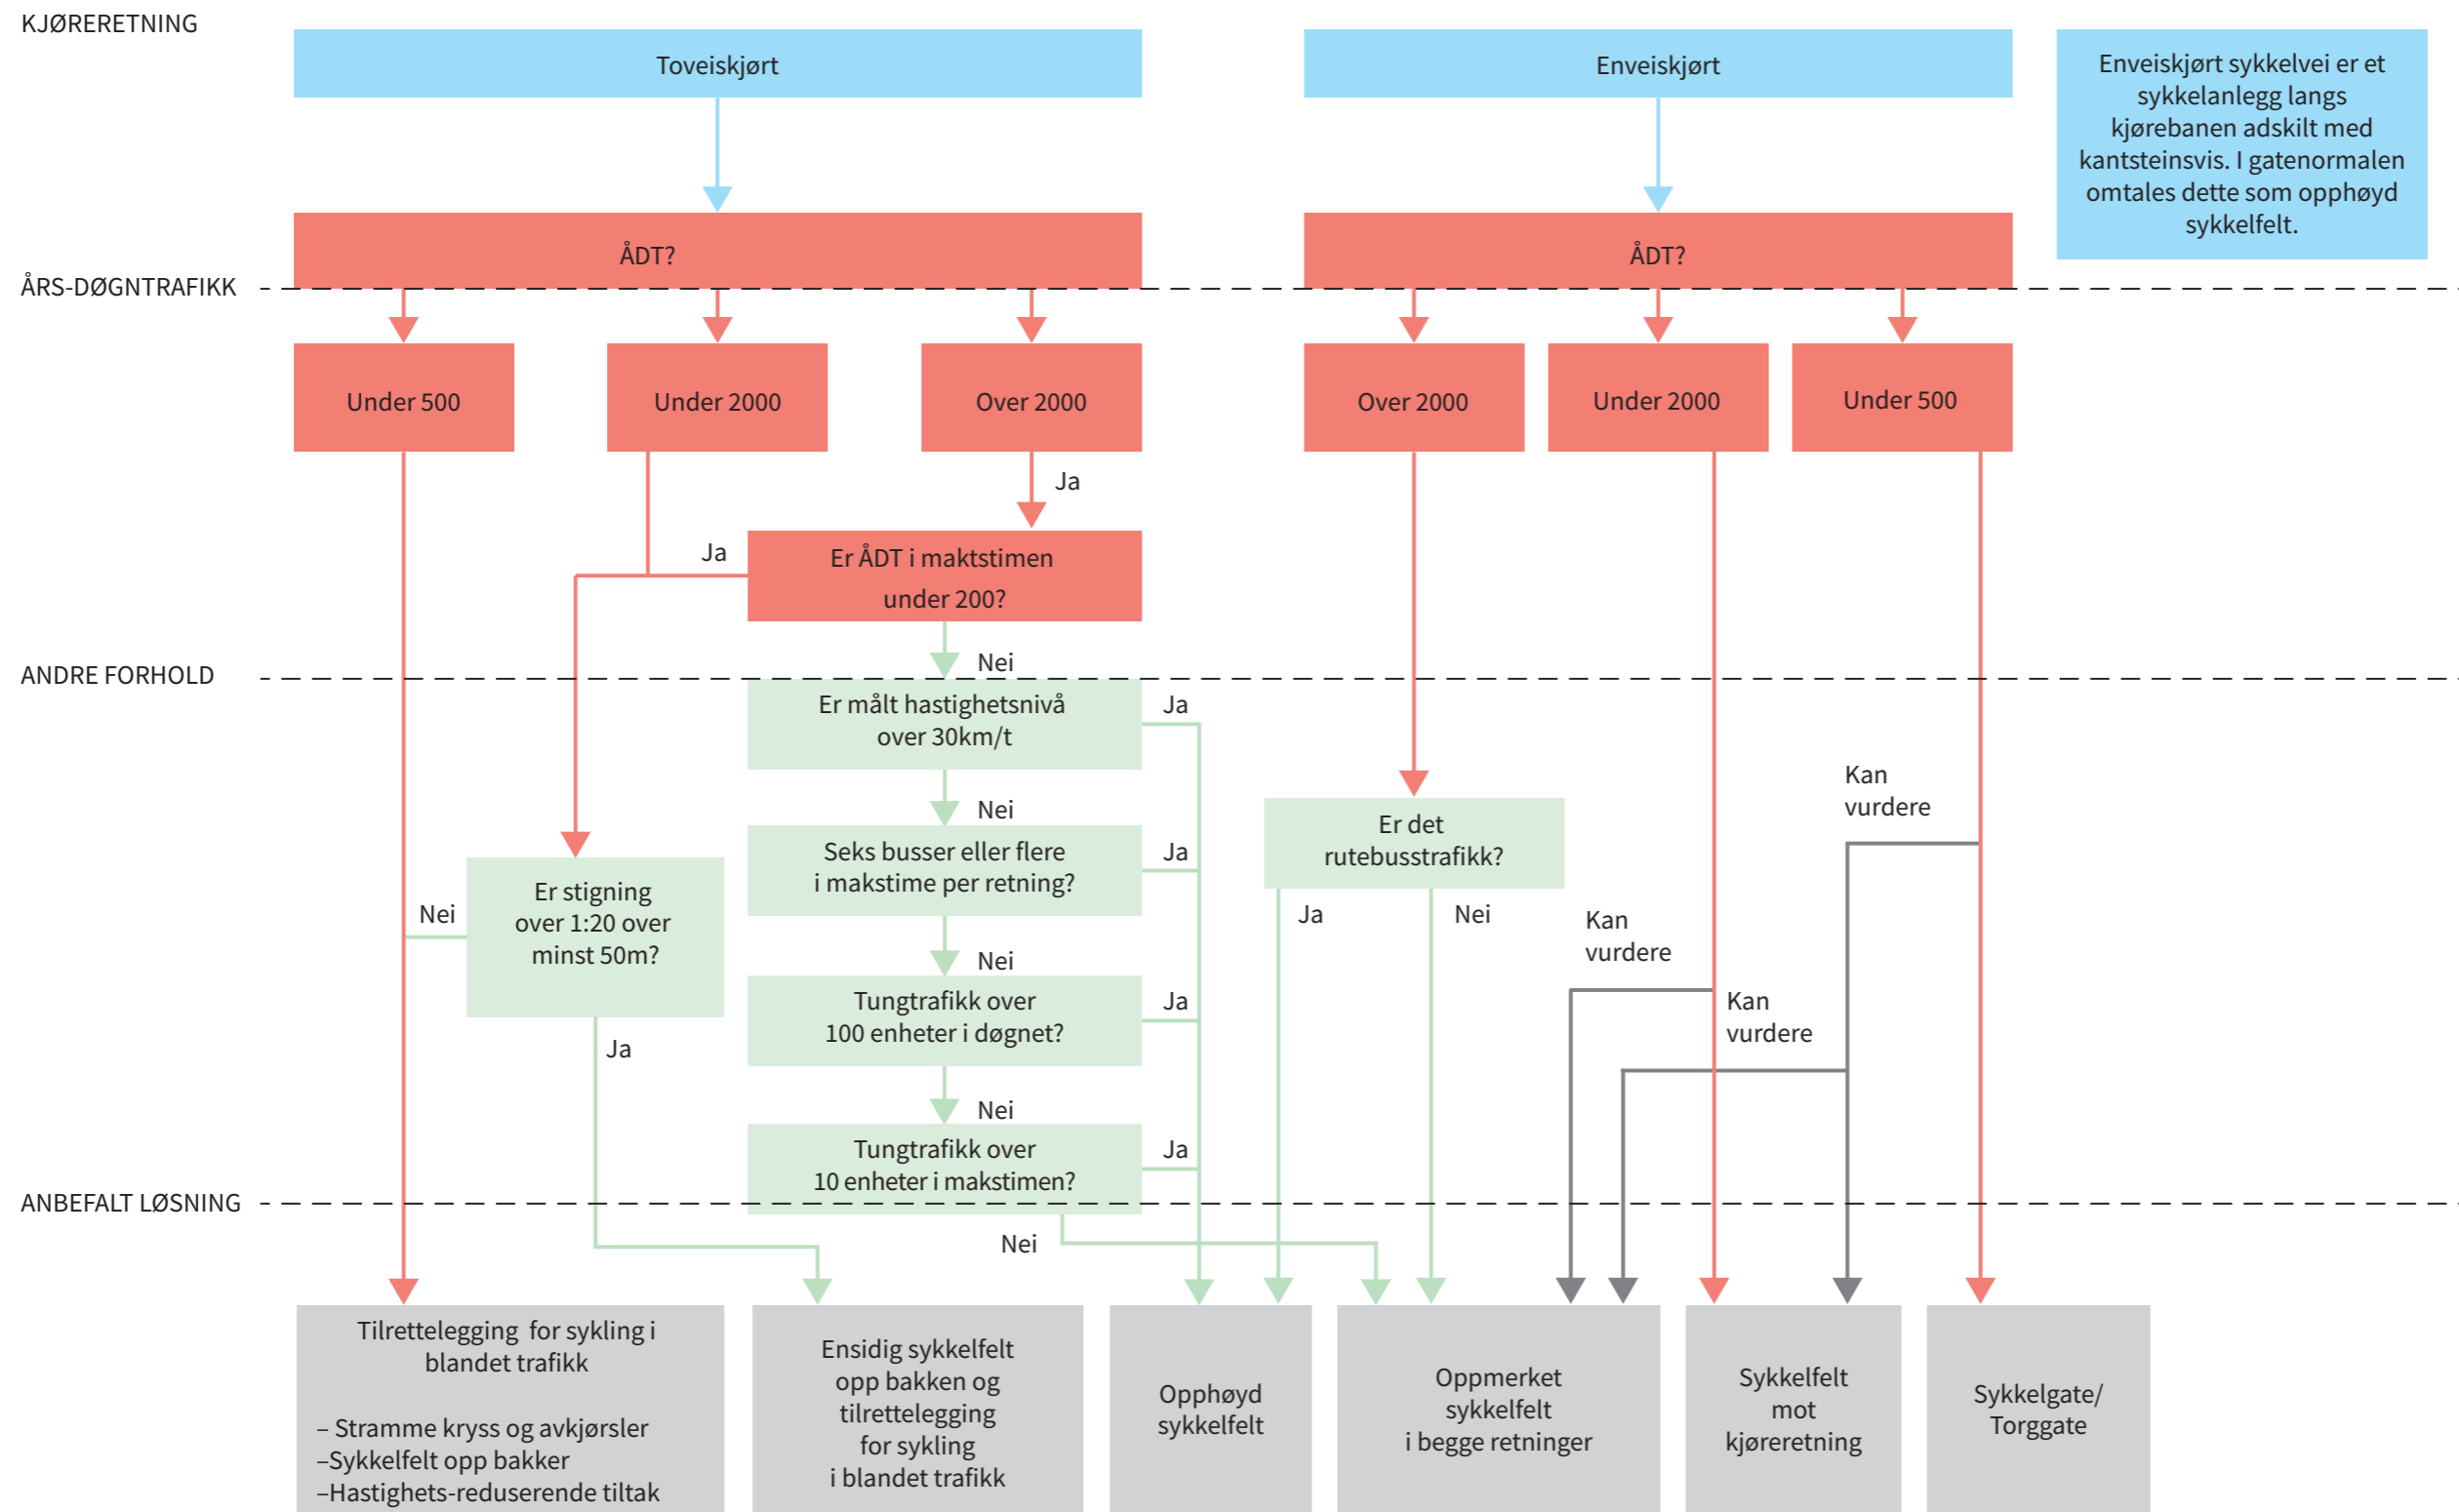 KJØRERETNING
Toveiskjørt
Enveiskjørt
Enveiskjørt sykkelvei er et
sykkelanlegg langs
kjørebanen adskilt med
kantsteinsvis. I gatenormalen
omtales dette som opphøyd
sykkelfelt.
ÅDT?
ÅDT?
ÅRS-DØGNTRAFIKK
Under 500
Under 2000
Over 2000
Over 2000
Under 2000
Under 500
Ja
Ja
Er ÅDT i maktstimen
under 200?
Nei
ANDRE FORHOLD
Er målt hastighetsnivå
over 30km/t
Ja
Nei
Seks busser eller flere
i makstime per retning?
Ja
Er det
rutebusstrafikk?
Kan
vurdere
Er stigning
over 1:20 over
minst 50m?
Nei
Ja
Nei
Kan
vurdere
Nei
Tungtrafikk over
100 enheter i døgnet?
Ja
Kan
vurdere
Ja
Nei
Tungtrafikk over
10 enheter i makstimen?
Ja
ANBEFALT LØSNING
Nei
Tilrettelegging for sykling i
blandet trafikk
– Stramme kryss og avkjørsler
–Sykkelfelt opp bakker
–Hastighets-reduserende tiltak
Ensidig sykkelfelt
opp bakken og
tilrettelegging
for sykling
i blandet trafikk
Opphøyd
sykkelfelt
Oppmerket
sykkelfelt
i begge retninger
Sykkelfelt
mot
kjøreretning
Sykkelgate/
Torggate